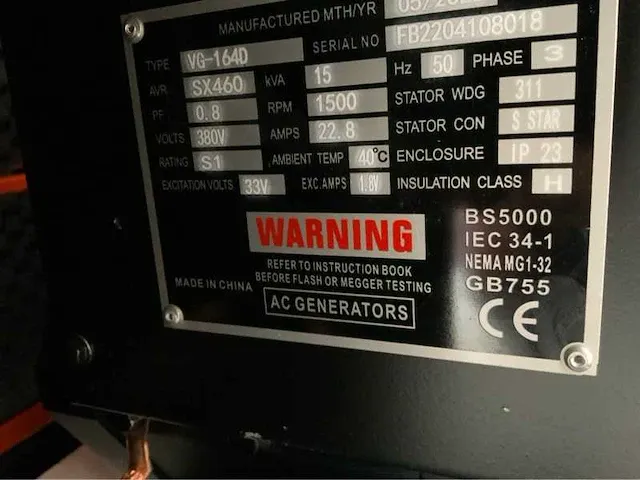 MANUFACTURED MTH/YR
TYPE VG-164D SERIAL NO FB2204108018
AVR SX460 kVA 15 Hz 50 PHASE 3
PF 0.8 RPM 1500 STATOR WDG 311
VOLTS 380V AMPS 22.8 STATOR CON S STAR
RATING S1 AMBIENT TEMP 40°C ENCLOSURE IP 23
EXCITATION VOLTS 33V EXC.AMPS 1.8V INSULATION CLASS H
WARNING
REFER TO INSTRUCTION BOOK
BEFORE FLASH OR MEGGER TESTING
AC GENERATORS
MADE IN CHINA
BS5000
IEC 34-1
NEMA MG1-32
GB755
CE